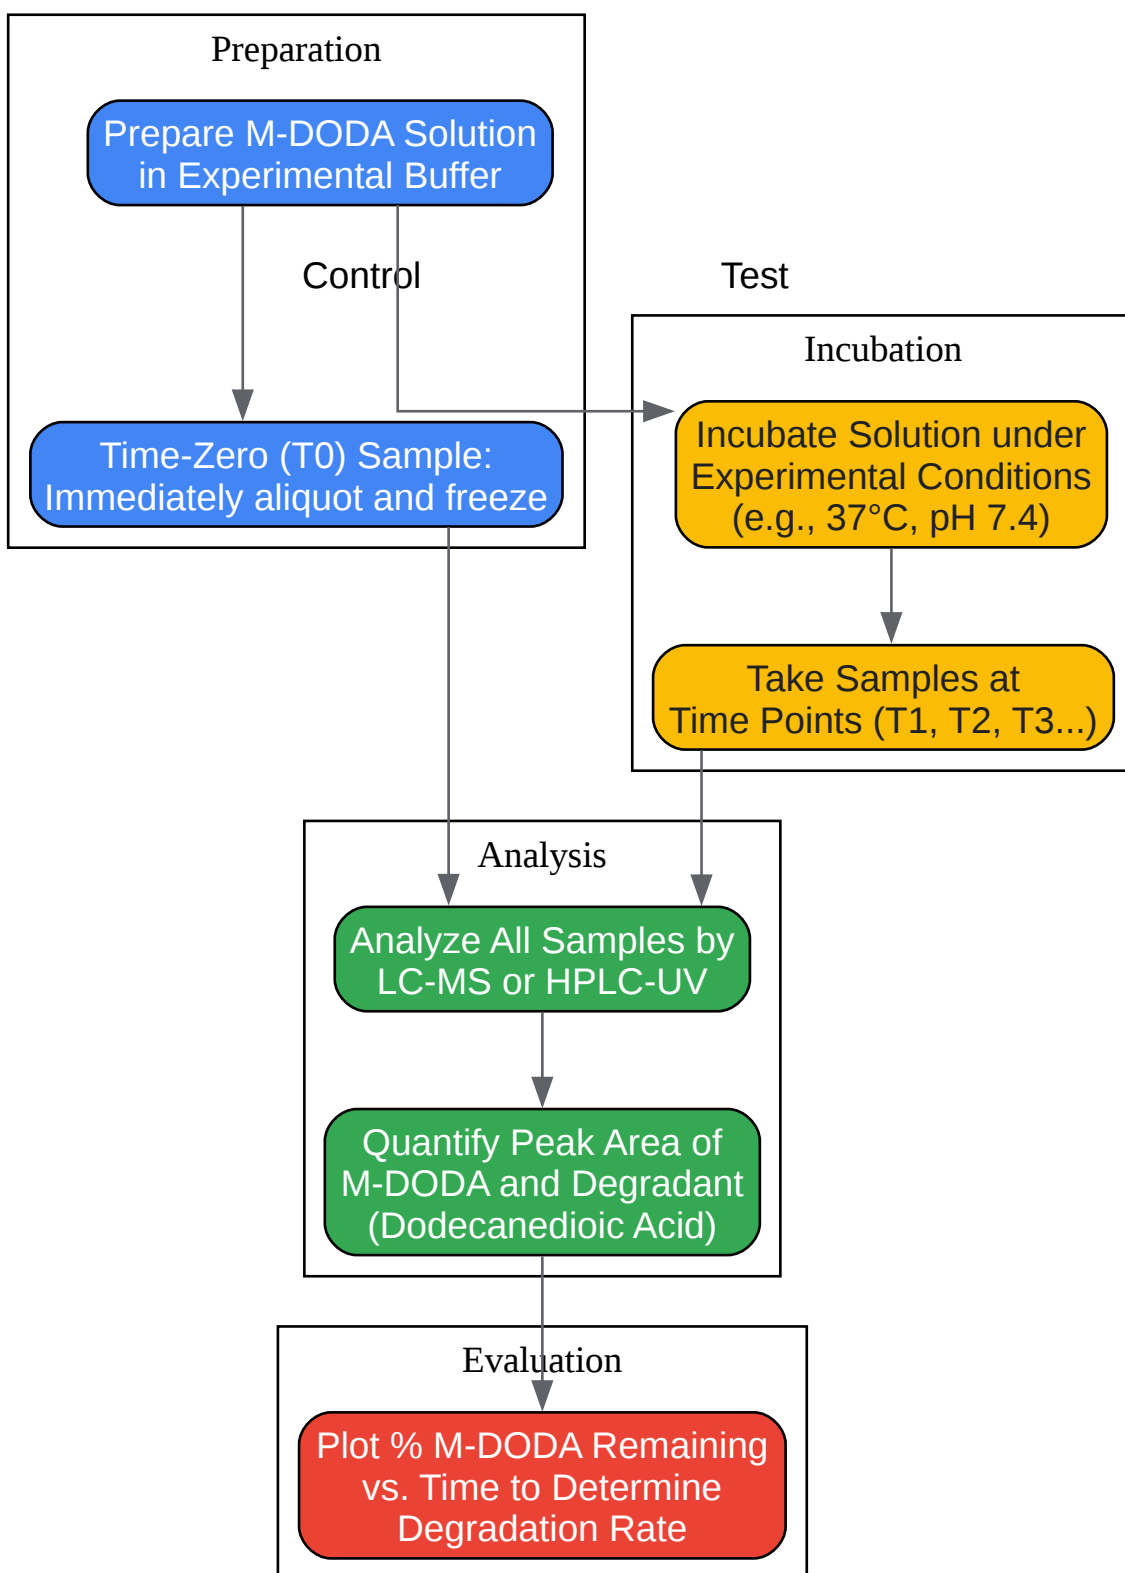 Preparation
Prepare M-DODA Solution
in Experimental Buffer
Control
Test
Incubation
Time-Zero (T0) Sample:
Immediately aliquot and freeze
Incubate Solution under
Experimental Conditions
(e.g., 37°C, pH 7.4)
Take Samples at
Time Points (T1, T2, T3...)
Analysis
Analyze All Samples by
LC-MS or HPLC-UV
Quantify Peak Area of
M-DODA and Degradant
(Dodecanedioic Acid)
Evaluation
Plot % M-DODA Remaining
vs. Time to Determine
Degradation Rate